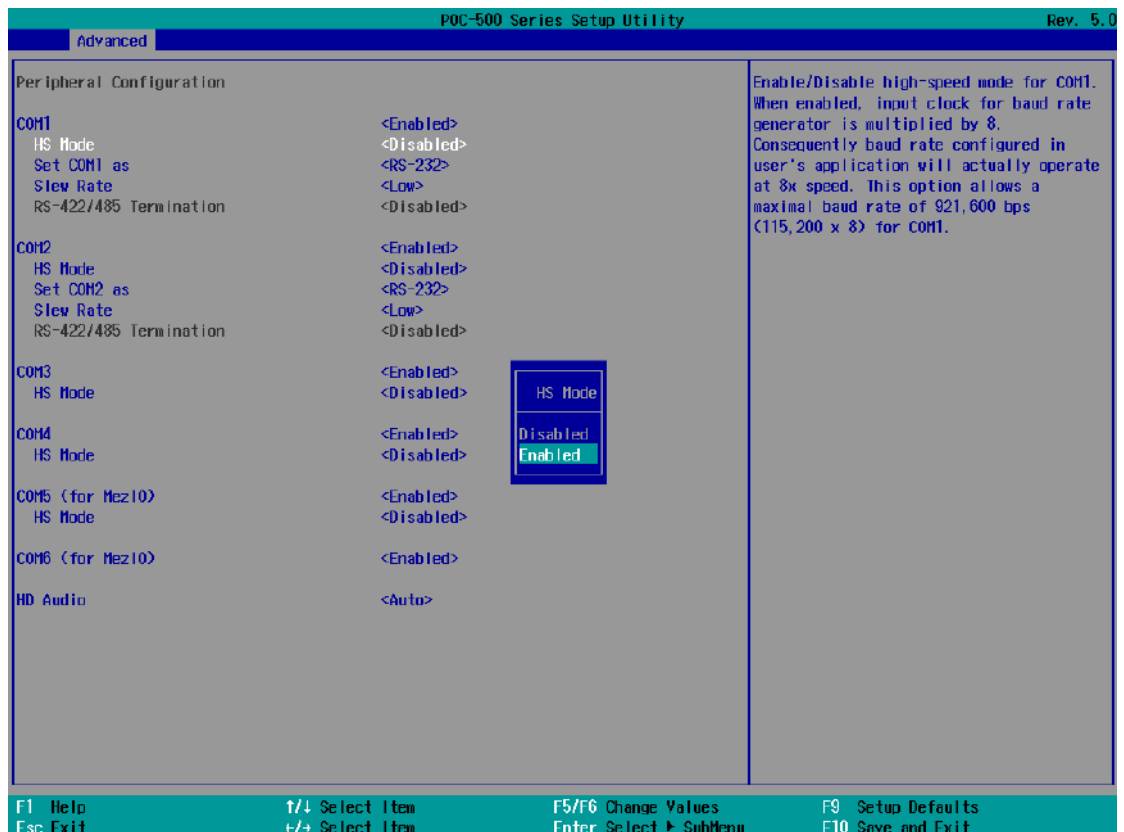 POC-500 Series Setup Utility Rev. 5.0
Advanced
Peripheral Configuration
COM1 <Enabled>
HS Mode <Disabled>
Set COM1 as <RS-232>
Slew Rate <Low>
RS-422/485 Termination <Disabled>
COM2 <Enabled>
HS Mode <Disabled>
Set COM2 as <RS-232>
Slew Rate <Low>
RS-422/485 Termination <Disabled>
COM3 <Enabled>
HS Mode <Disabled>
COM4 <Enabled>
HS Mode <Disabled>
COM5 (for MezIO) <Enabled>
HS Mode <Disabled>
COM6 (for MezIO) <Enabled>
HD Audio <Auto>
HS Mode
Disabled
Enabled
Enable/Disable high-speed mode for COM1.
When enabled, input clock for baud rate
generator is multiplied by 8.
Consequently baud rate configured in
user's application will actually operate
at 8x speed. This option allows a
maximal baud rate of 921,600 bps
(115,200 x 8) for COM1.
F1 Help ↑/↓ Select Item F5/F6 Change Values F9 Setup Defaults
Esc Exit ←/→ Select Item Enter Select ► SubMenu F10 Save and Exit